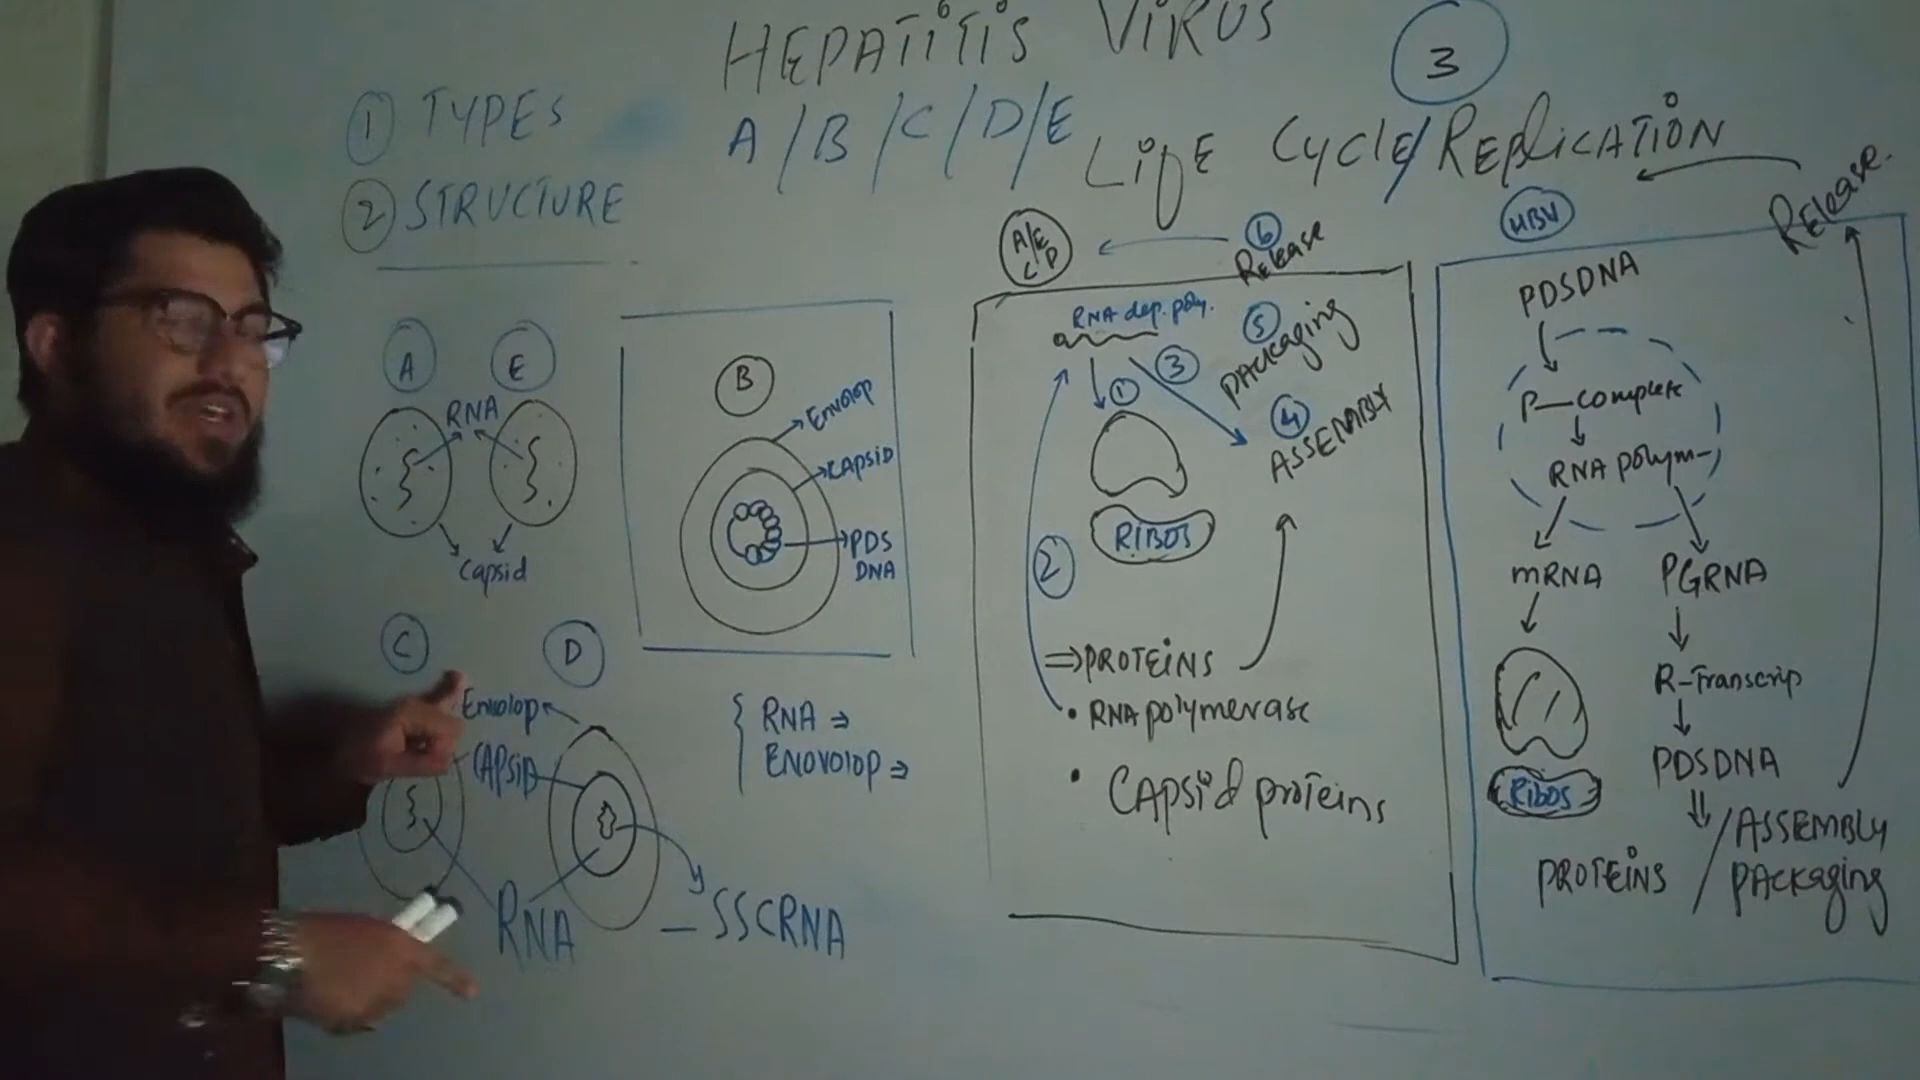 HEPATITIS VIRUS
A/B/C/D/E
① TYPES
② STRUCTURE
A
E
RNA
Capsid
C
D
Envolop
CAPSID
RNA
– SSCRNA
B
Envolop
CAPSID
PDS
DNA
RNA ⇒
ENOVOLOP ⇒
3
Life Cycle/Replication
A/E
C D
⑥
Release
RNA dep. poly.
⑤
PACKaging
①
③
④
ASSEMBLY
RIBOS
②
⇒PROTEINS
• RNA polymerase
• CAPSid proteins
HBV
Release.
PDSDNA
P–complete
RNA polym–
mRNA
PGRNA
R-Transcrip
PDSDNA
Ribos
PROTEINS / ASSEMBLY
PACKaging